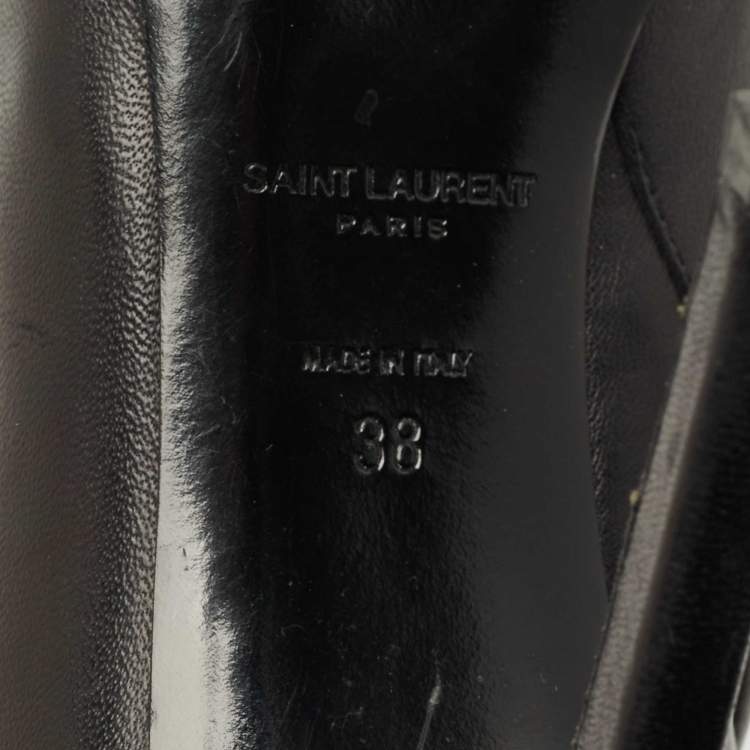 SAINT LAURENT
PARIS
MADE IN ITALY
38